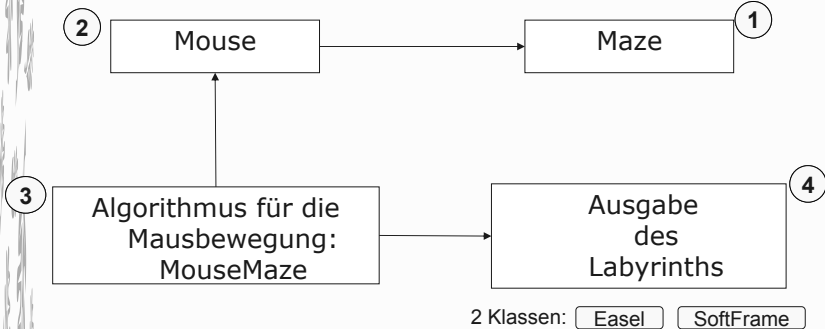 2
Mouse
1
Maze
3
Algorithmus für die
Mausbewegung:
MouseMaze
4
Ausgabe
des
Labyrinths
2 Klassen: Easel SoftFrame